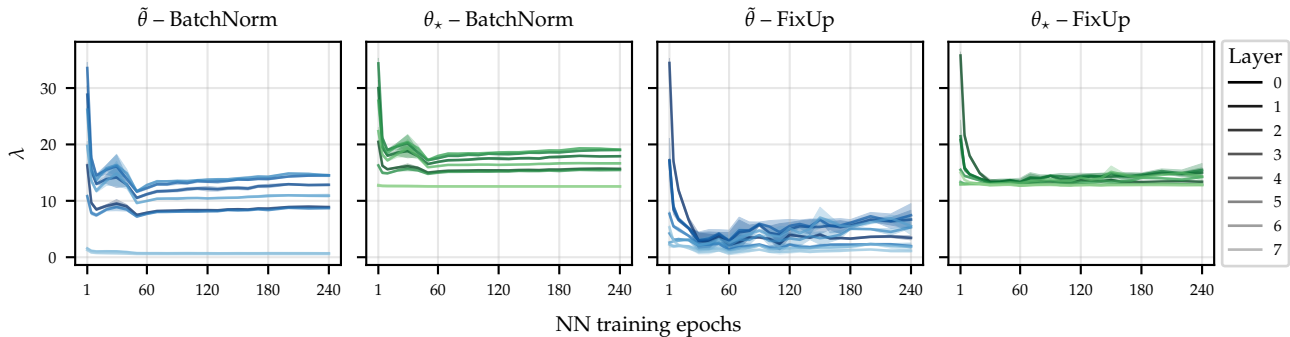 θ̃ – BatchNorm
θ⋆ – BatchNorm
θ̃ – FixUp
θ⋆ – FixUp
λ
30
20
10
0
1 60 120 180 240
1 60 120 180 240
1 60 120 180 240
1 60 120 180 240
NN training epochs
Layer
0
1
2
3
4
5
6
7